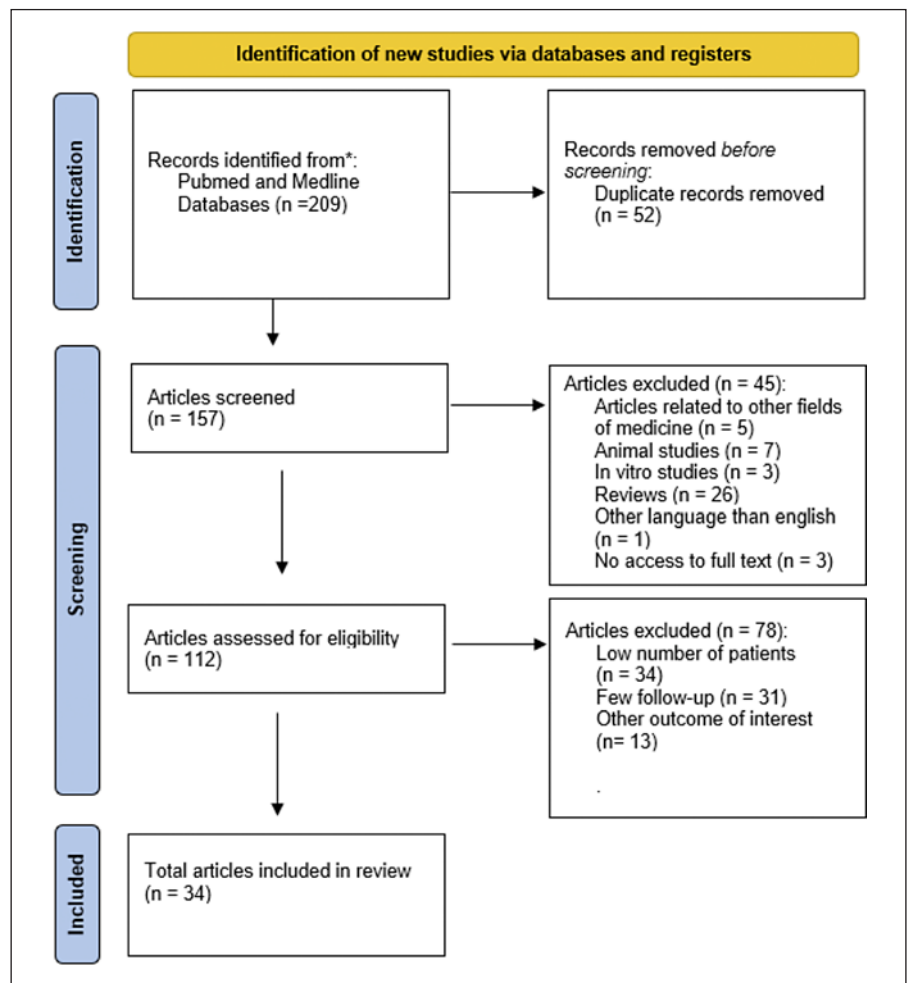 Identification of new studies via databases and registers
Identification
Records identified from*:
Pubmed and Medline
Databases (n =209)
Records removed before
screening:
Duplicate records removed
(n = 52)
Screening
Articles screened
(n = 157)
Articles excluded (n = 45):
Articles related to other fields
of medicine (n = 5)
Animal studies (n = 7)
In vitro studies (n = 3)
Reviews (n = 26)
Other language than english
(n = 1)
No access to full text (n = 3)
Articles assessed for eligibility
(n = 112)
Articles excluded (n = 78):
Low number of patients
(n = 34)
Few follow-up (n = 31)
Other outcome of interest
(n= 13)
.
Included
Total articles included in review
(n = 34)